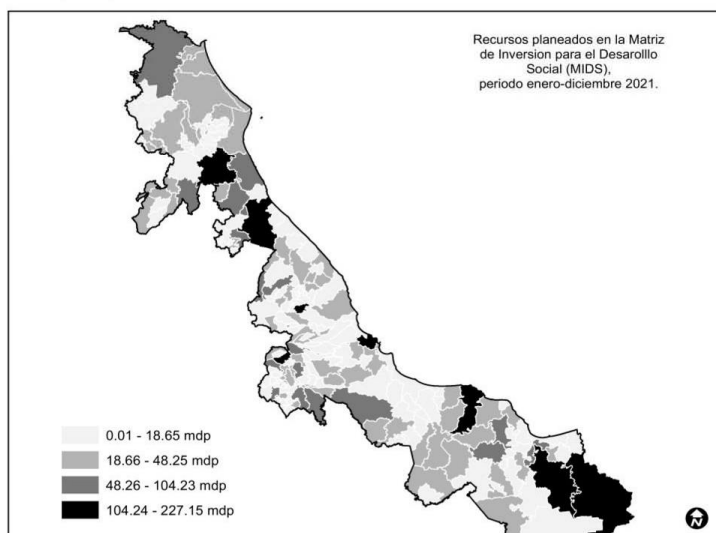 Recursos planeados en la Matriz
de Inversion para el Desarolllo
Social (MIDS),
periodo enero-diciembre 2021.
0.01 - 18.65 mdp
18.66 - 48.25 mdp
48.26 - 104.23 mdp
104.24 - 227.15 mdp
N